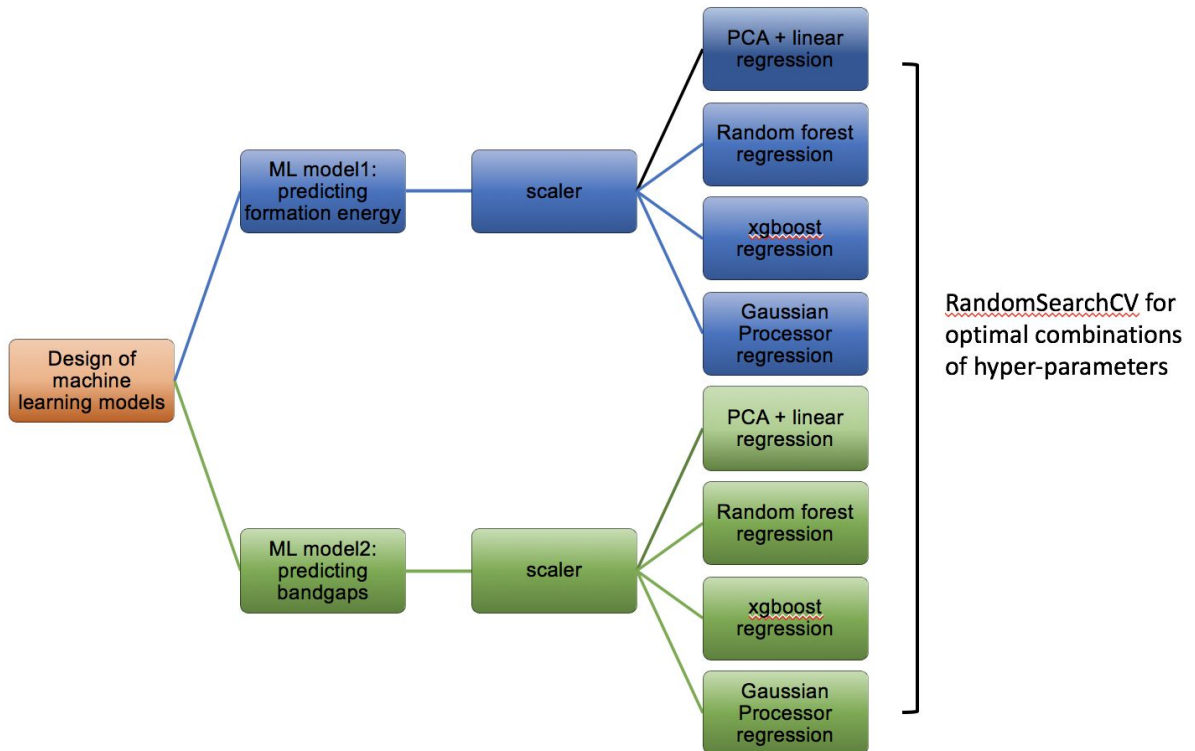 Design of
machine
learning models
ML model1:
predicting
formation energy
scaler
PCA + linear
regression
Random forest
regression
xgboost
regression
Gaussian
Processor
regression
ML model2:
predicting
bandgaps
scaler
PCA + linear
regression
Random forest
regression
xgboost
regression
Gaussian
Processor
regression
RandomSearchCV for
optimal combinations
of hyper-parameters